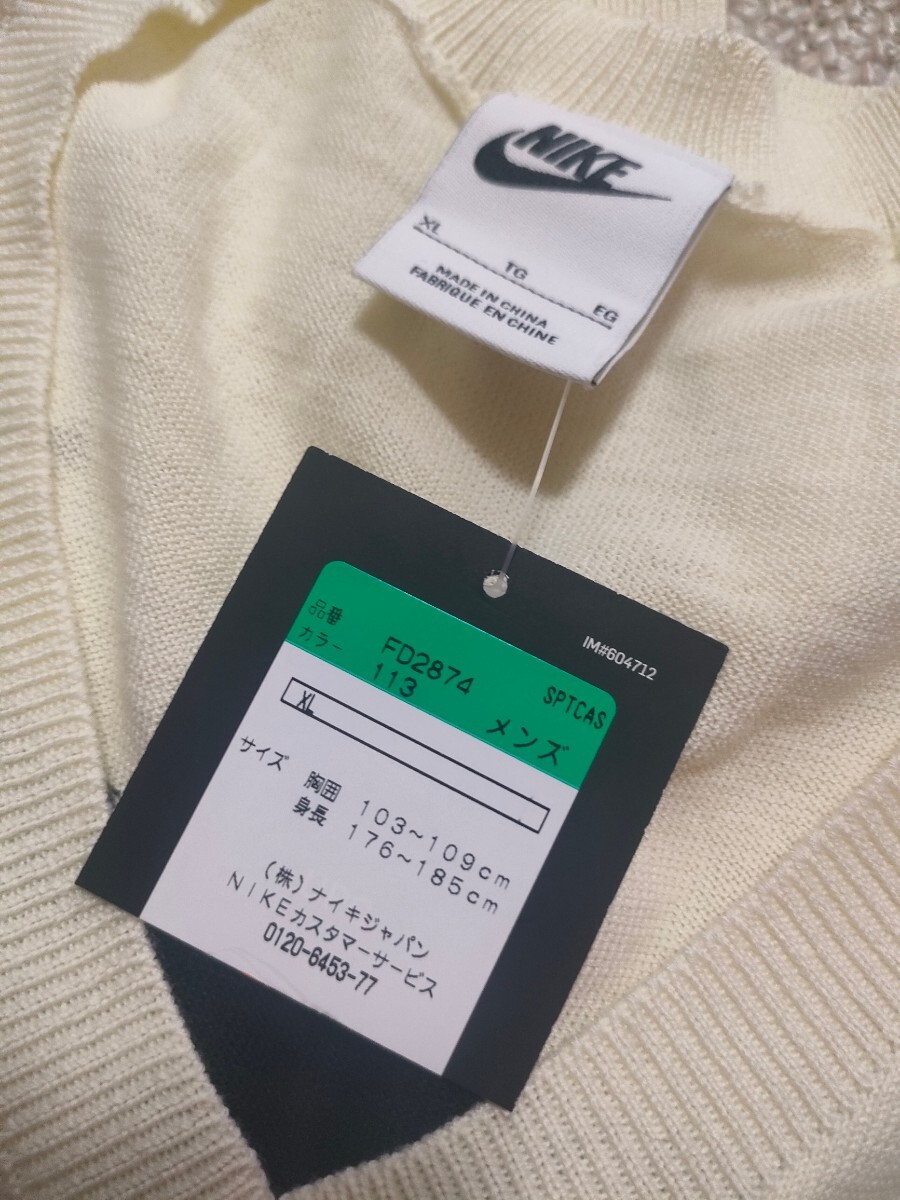 NIKE
XL
TG
EG
MADE IN CHINA
FABRIQUE EN CHINE
IM#604712
品番 FD2874 SPTCAS
カラー 113 メンズ
XL
サイズ 胸囲 103~109cm
身長 176~185cm
(株)ナイキジャパン
NIKEカスタマーサービス
0120-6453-77